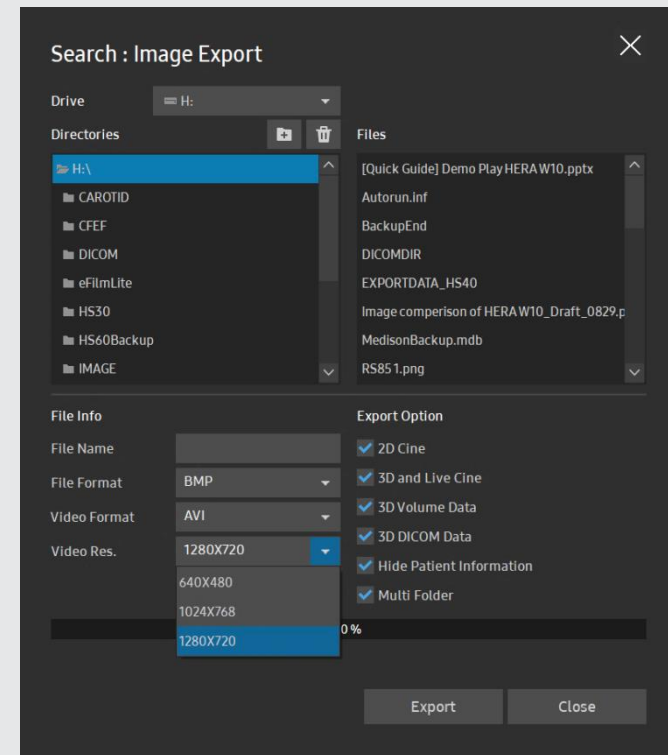 Search : Image Export
Drive
H:
Directories
H:\
CAROTID
CFEF
DICOM
eFilmLite
HS30
HS60Backup
IMAGE
Files
[Quick Guide] Demo Play HERA W10.pptx
Autorun.inf
BackupEnd
DICOMDIR
EXPORTDATA_HS40
Image comperison of HERA W10_Draft_0829.p
MedisonBackup.mdb
RS85 1.png
File Info
File Name
File Format BMP
Video Format AVI
Video Res. 1280X720
640X480
1024X768
1280X720
Export Option
2D Cine
3D and Live Cine
3D Volume Data
3D DICOM Data
Hide Patient Information
Multi Folder
0 %
Export
Close